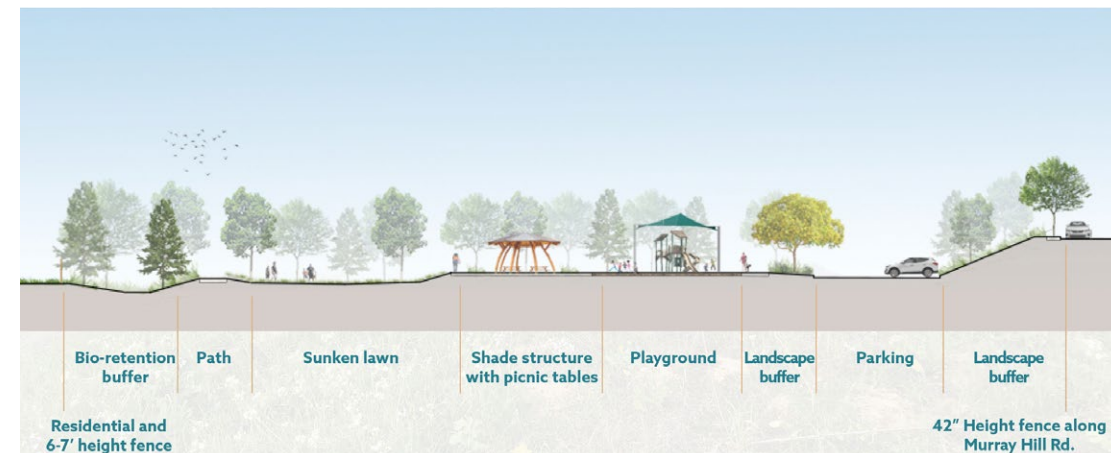 Bio-retention
buffer
Path
Sunken lawn
Shade structure
with picnic tables
Playground
Landscape
buffer
Parking
Landscape
buffer
Residential and
6-7' height fence
42" Height fence along
Murray Hill Rd.